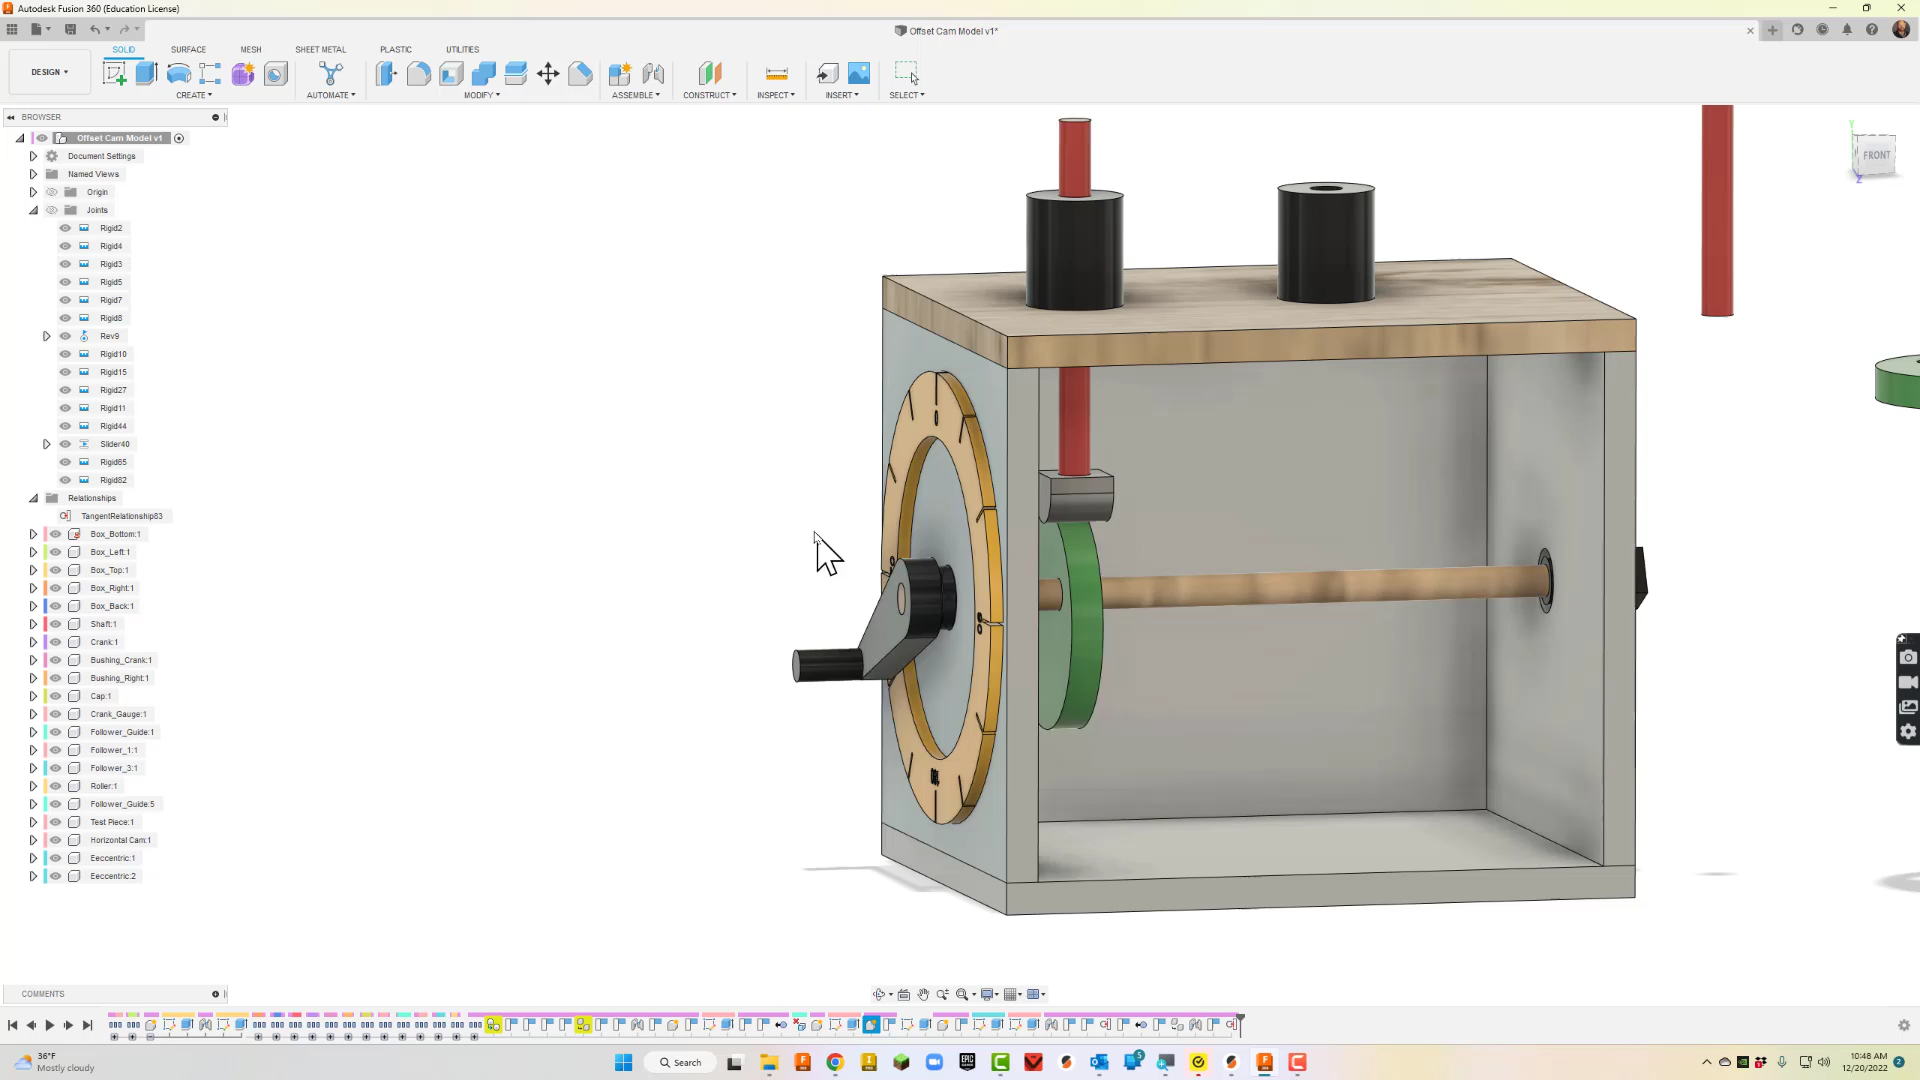 Autodesk Fusion 360 (Education License)
Offset Cam Model v1*
SOLID SURFACE MESH SHEET METAL PLASTIC UTILITIES
DESIGN
CREATE AUTOMATE MODIFY ASSEMBLE CONSTRUCT INSPECT INSERT SELECT
BROWSER
Offset Cam Model v1
Document Settings
Named Views
Origin
Joints
Rigid2
Rigid4
Rigid3
Rigid5
Rigid7
Rigid8
Rev9
Rigid10
Rigid15
Rigid27
Rigid11
Rigid44
Slider40
Rigid65
Rigid82
Relationships
TangentRelationship83
Box_Bottom:1
Box_Left:1
Box_Top:1
Box_Right:1
Box_Back:1
Shaft:1
Crank:1
Bushing_Crank:1
Bushing_Right:1
Cap:1
Crank_Gauge:1
Follower_Guide:1
Follower_1:1
Follower_3:1
Roller:1
Follower_Guide:5
Test Piece:1
Horizontal Cam:1
Eeccentric:1
Eeccentric:2
FRONT
Y
Z
0
COMMENTS
36°F
Mostly cloudy
Search
5
10:48 AM
12/20/2022
2